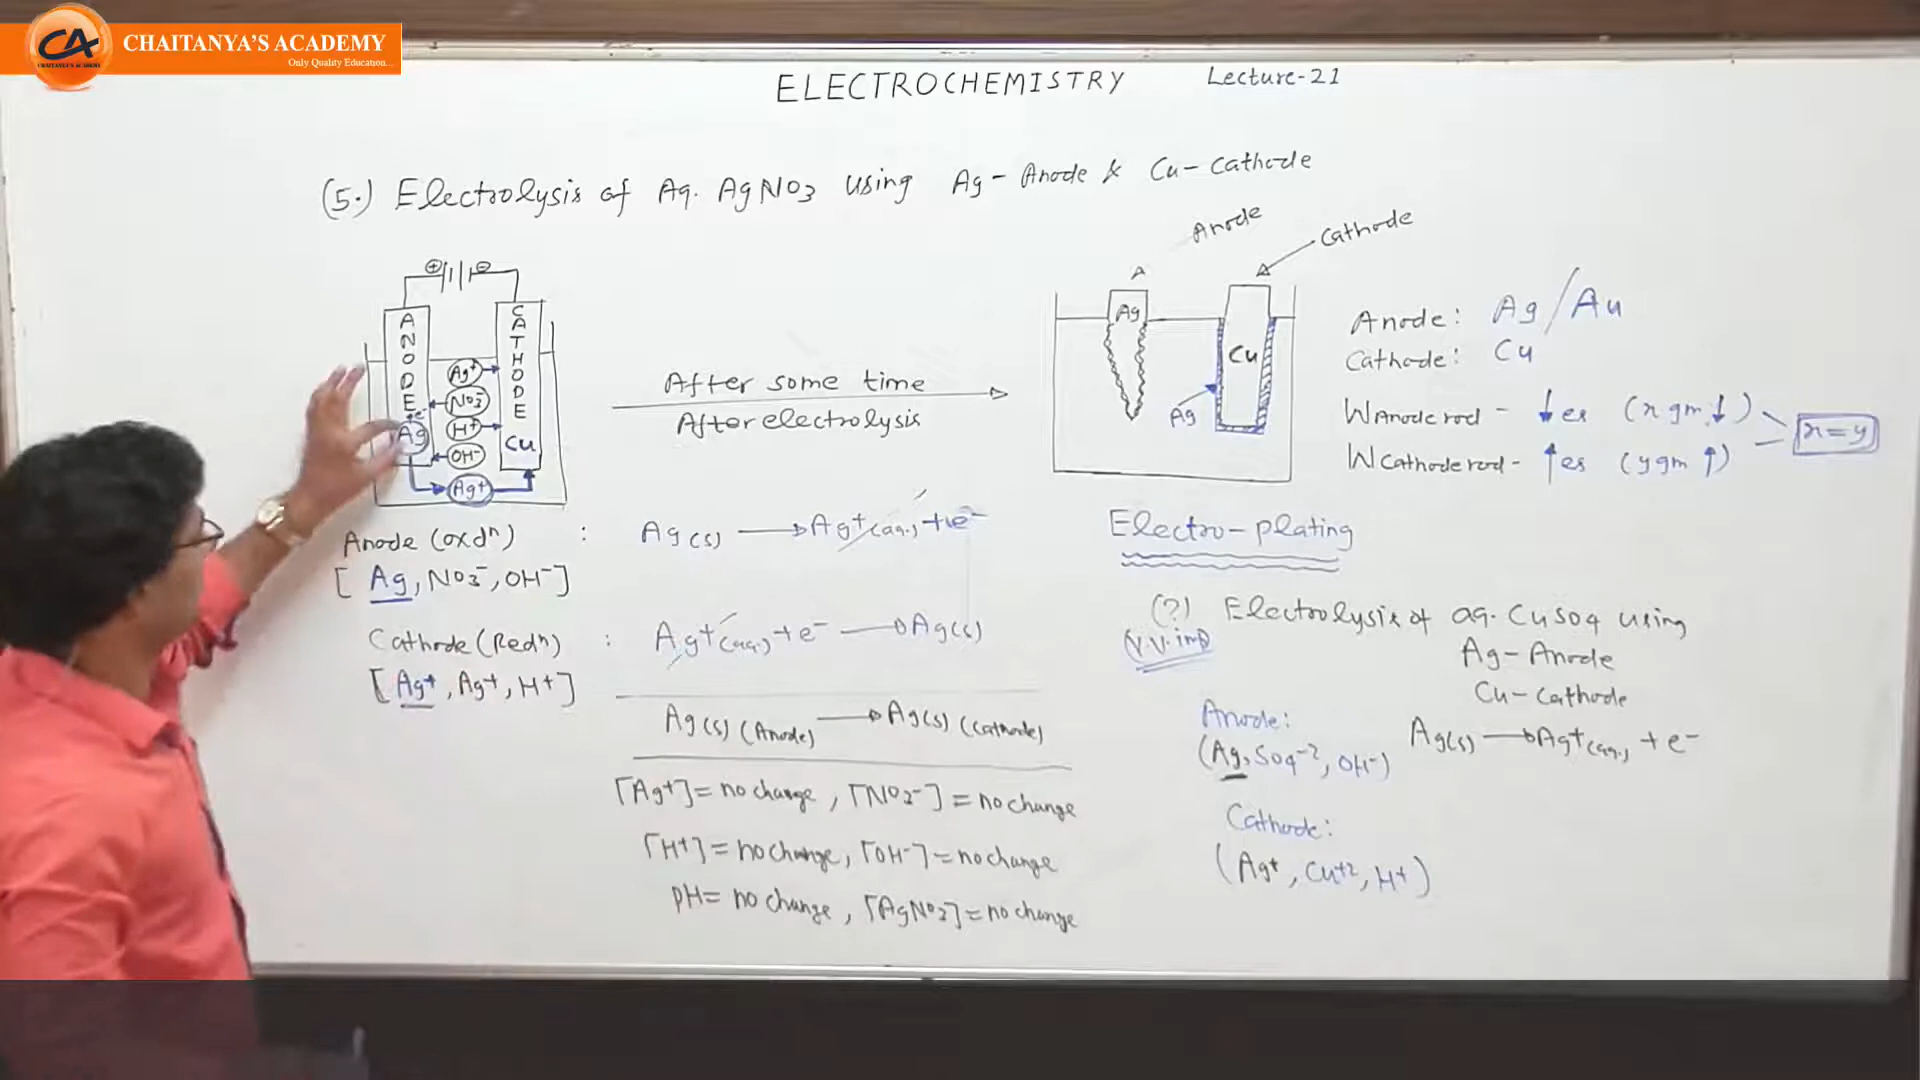 CHAITANYA'S ACADEMY
Only Quality Education...
CA
CHAITANYA'S ACADEMY
ELECTROCHEMISTRY Lecture-21
(5.) Electrolysis of Aq. AgNO3 using Ag-Anode & Cu-Cathode
⊕ ⊖
ANODE
CATHODE
Ag+
NO3-
H+
OH-
Ag+
e-
Ag
Cu
After some time
After electrolysis
Anode
Cathode
Ag
Cu
Ag
Anode: Ag/Au
Cathode: Cu
WAnode rod - ↓es (x gm ↓)
WCathode rod - ↑es (y gm ↑)
x=y
Anode (oxdn) : Ag(s) → Ag+(aq.) + e-
[Ag, NO3-, OH-]
Cathode (Redn) : Ag+(aq.) + e- → Ag(s)
[Ag+, Ag+, H+]
Ag(s) (Anode) → Ag(s) (Cathode)
[Ag+] = no change, [NO3-] = no change
[H+] = no change, [OH-] = no change
pH = no change, [AgNO3] = no change
Electro-plating
(?) Electrolysis of aq. CuSO4 using
(V.V.imp)
Ag-Anode
Cu-Cathode
Anode:
(Ag, SO4-2, OH-) Ag(s) → Ag+(aq.) + e-
Cathode:
(Ag+, Cu+2, H+)